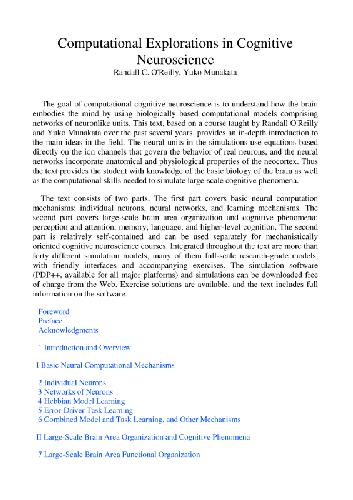 Computational Explorations in Cognitive
Neuroscience
Randall C. O'Reilly, Yuko Munakata
The goal of computational cognitive neuroscience is to understand how the brain
embodies the mind by using biologically based computational models comprising
networks of neuronlike units. This text, based on a course taught by Randall O'Reilly
and Yuko Munakata over the past several years, provides an in-depth introduction to
the main ideas in the field. The neural units in the simulations use equations based
directly on the ion channels that govern the behavior of real neurons, and the neural
networks incorporate anatomical and physiological properties of the neocortex. Thus
the text provides the student with knowledge of the basic biology of the brain as well
as the computational skills needed to simulate large-scale cognitive phenomena.
The text consists of two parts. The first part covers basic neural computation
mechanisms: individual neurons, neural networks, and learning mechanisms. The
second part covers large-scale brain area organization and cognitive phenomena:
perception and attention, memory, language, and higher-level cognition. The second
part is relatively self-contained and can be used separately for mechanistically
oriented cognitive neuroscience courses. Integrated throughout the text are more than
forty different simulation models, many of them full-scale research-grade models,
with friendly interfaces and accompanying exercises. The simulation software
(PDP++, available for all major platforms) and simulations can be downloaded free
of charge from the Web. Exercise solutions are available, and the text includes full
information on the software.
Foreword
Preface
Acknowledgments
1 Introduction and Overview
I Basic Neural Computational Mechanisms
2 Individual Neurons
3 Networks of Neurons
4 Hebbian Model Learning
5 Error-Driven Task Learning
6 Combined Model and Task Learning, and Other Mechanisms
II Large-Scale Brain Area Organization and Cognitive Phenomena
7 Large-Scale Brain Area Functional Organization